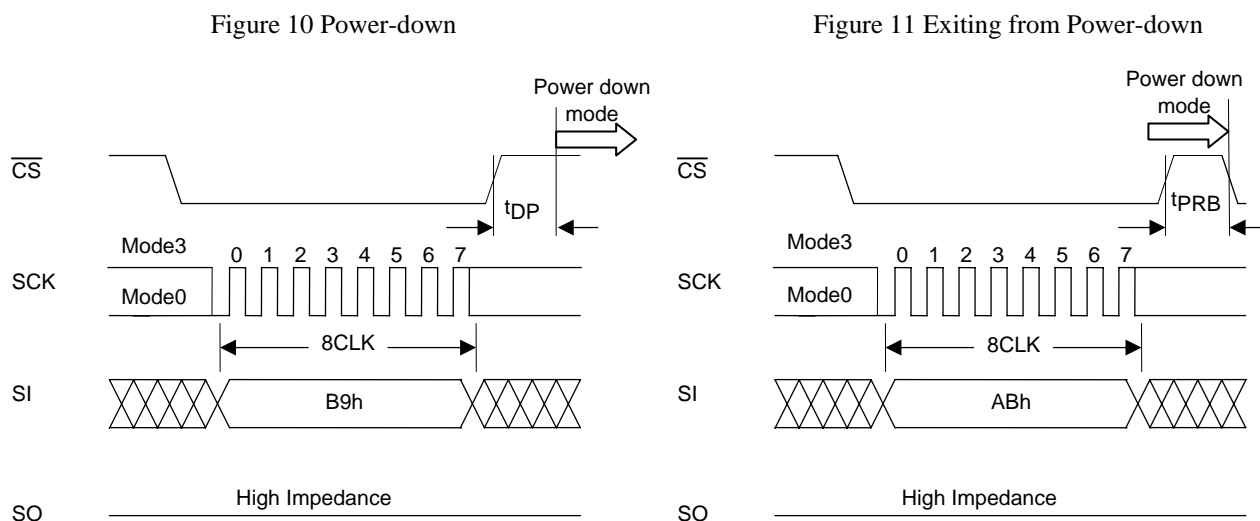 Figure 10 Power-down
Power down
mode
CS
tDP
Mode3
0 1 2 3 4 5 6 7
SCK
Mode0
8CLK
SI
B9h
High Impedance
SO
Figure 11 Exiting from Power-down
Power down
mode
CS
tPRB
Mode3
0 1 2 3 4 5 6 7
SCK
Mode0
8CLK
SI
ABh
High Impedance
SO